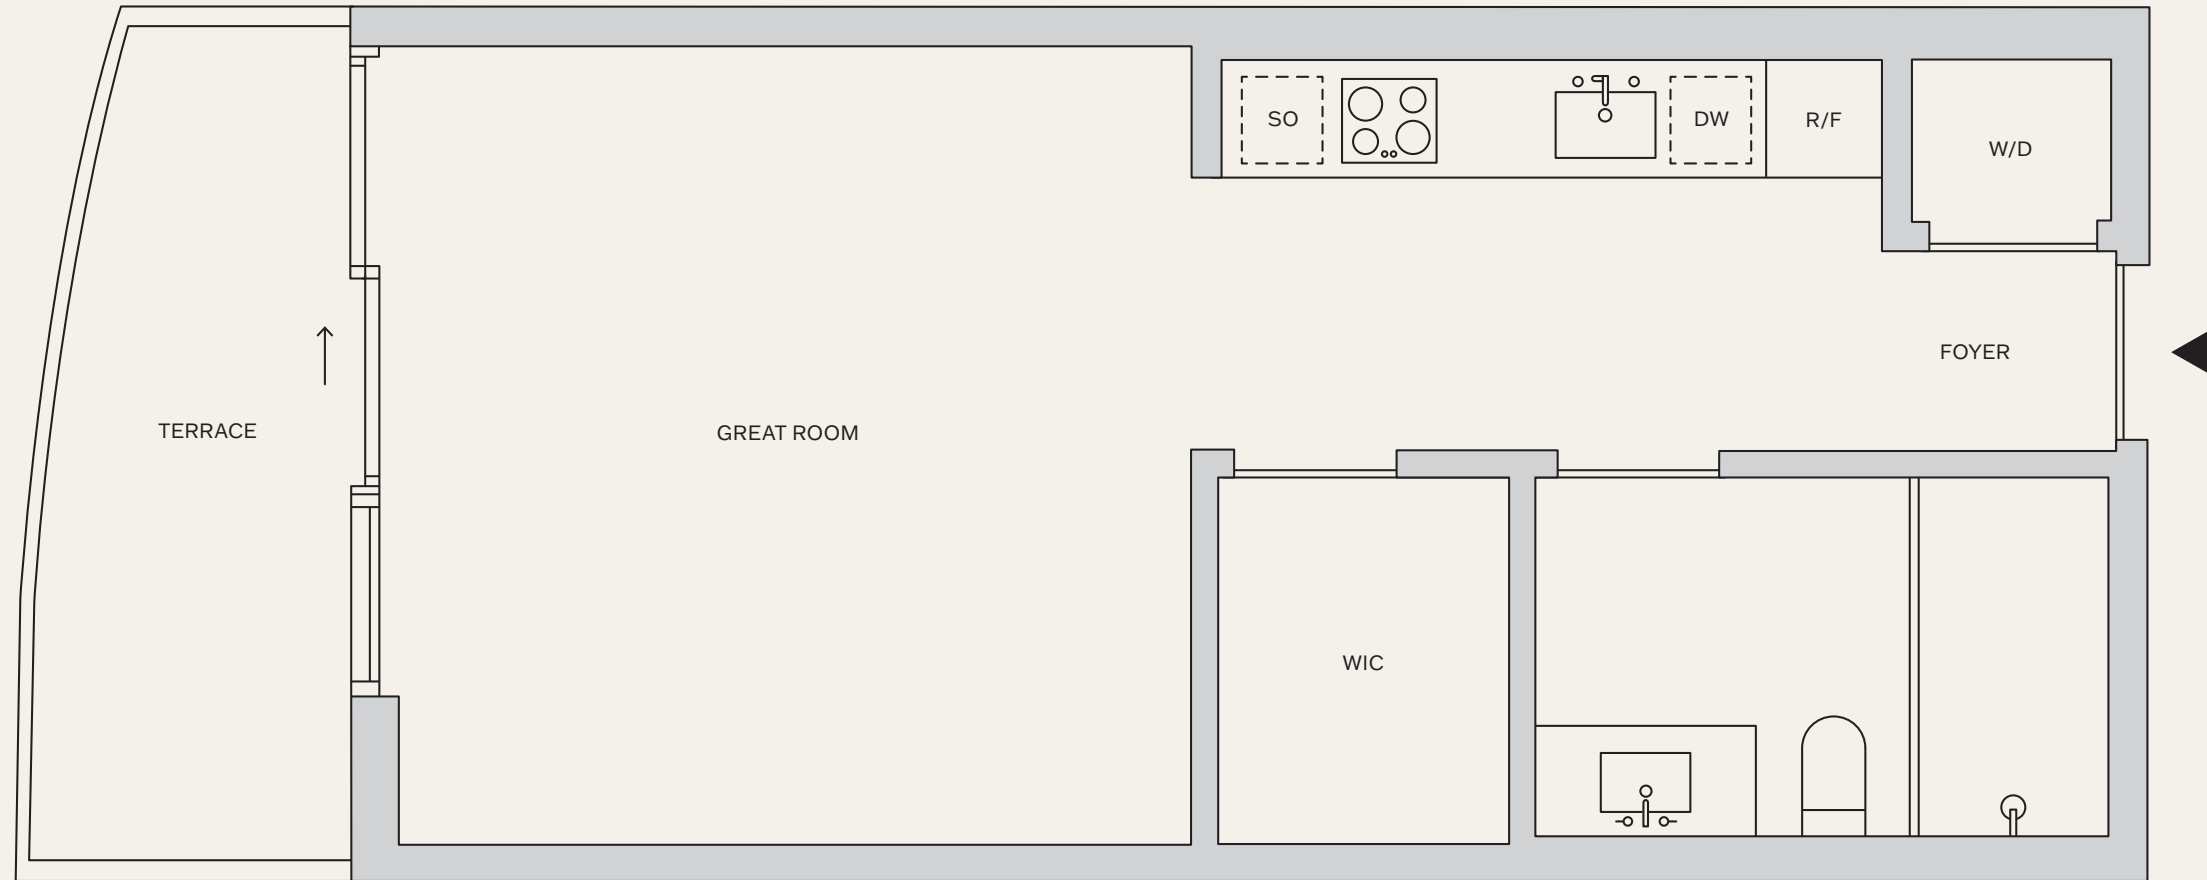 SO
DW
R/F
W/D
FOYER
TERRACE
GREAT ROOM
WIC